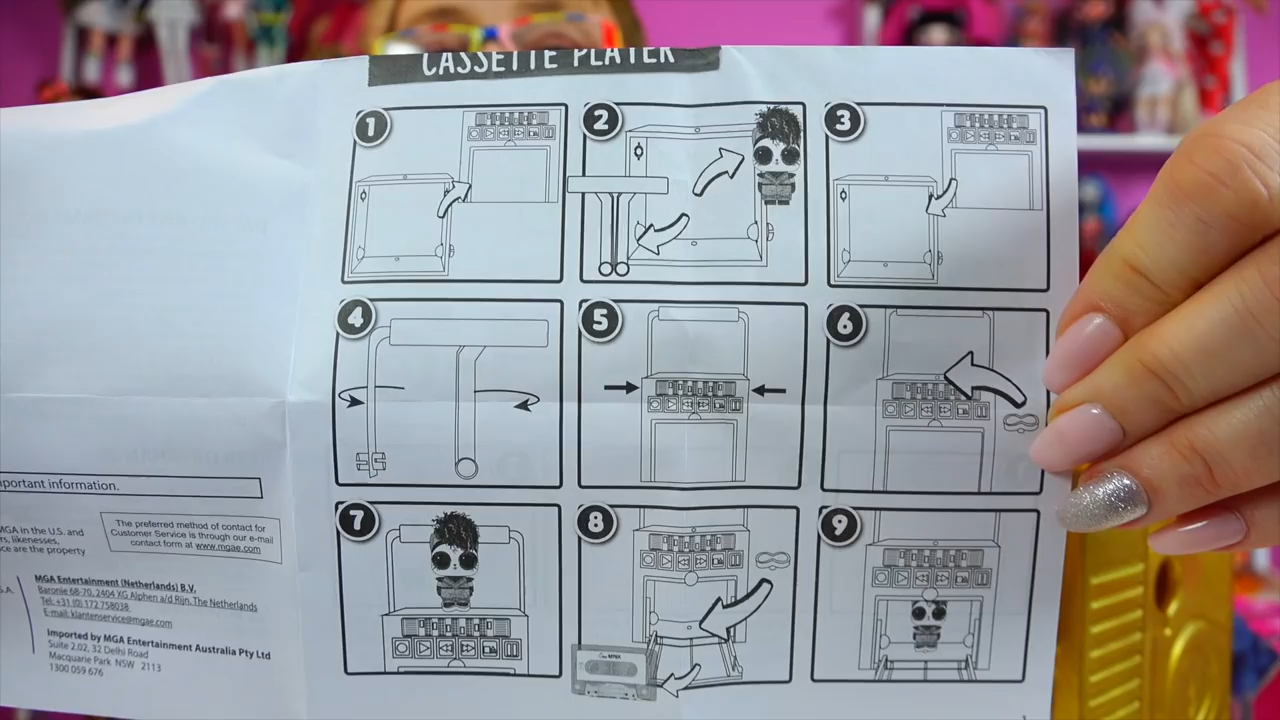 CASSETTE PLAYER
1
2
3
4
5
6
7
8
9
portant information.
MGA in the U.S. and
rs, likenesses,
ce are the property
The preferred method of contact for
Customer Service is through our e-mail
contact form at www.mgae.com
S.A.
MGA Entertainment (Netherlands) B.V.
Baronie 68-70, 2404 XG Alphen a/d Rijn, The Netherlands
Tel: +31 (0) 172 758038
E-mail: klantenservice@mgae.com
Imported by MGA Entertainment Australia Pty Ltd
Suite 2.02, 32 Delhi Road
Macquarie Park NSW 2113
1300 059 676